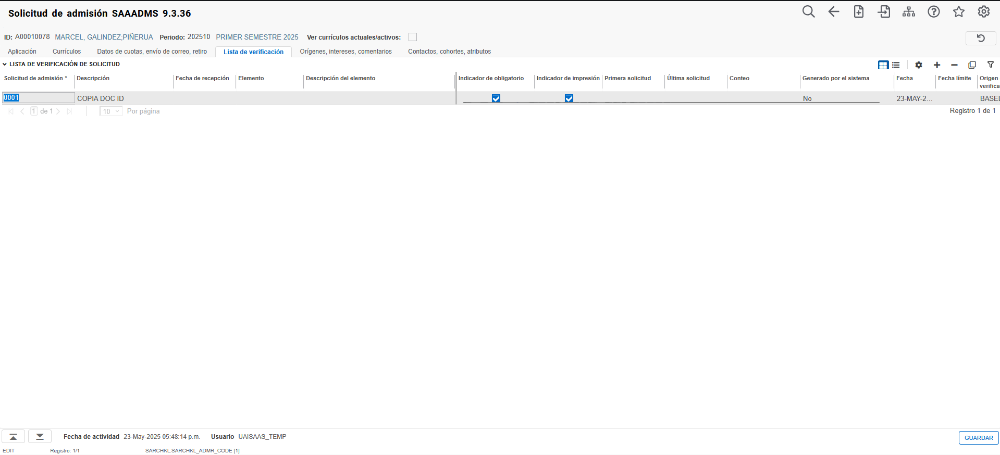 Solicitud de admisión SAAADMS 9.3.36
ID: A00010078 MARCEL, GALINDEZ;PIÑERUA Periodo: 202510 PRIMER SEMESTRE 2025 Ver currículos actuales/activos:
Aplicación Currículos Datos de cuotas, envío de correo, retiro Lista de verificación Orígenes, intereses, comentarios Contactos, cohortes, atributos
LISTA DE VERIFICACIÓN DE SOLICITUD
Solicitud de admisión * Descripción Fecha de recepción Elemento Descripción del elemento Indicador de obligatorio Indicador de impresión Primera solicitud Última solicitud Conteo Generado por el sistema Fecha Fecha límite Origen
verifica
0001 COPIA DOC ID No 23-MAY-2... BASEL
1 de 1 10 Por página Registro 1 de 1
Fecha de actividad 23-May-2025 05:48:14 p.m. Usuario UAISAAS_TEMP GUARDAR
EDIT Registro: 1/1 SARCHKL.SARCHKL_ADMR_CODE [1]